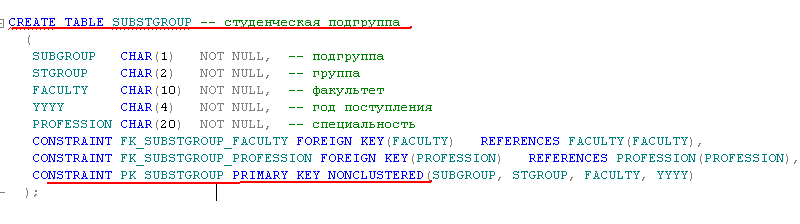 CREATE TABLE SUBSTGROUP -- студенческая подгруппа
(
SUBGROUP CHAR(1) NOT NULL, -- подгруппа
STGROUP CHAR(2) NOT NULL, -- группа
FACULTY CHAR(10) NOT NULL, -- факультет
YYYY CHAR(4) NOT NULL, -- год поступления
PROFESSION CHAR(20) NOT NULL, -- специальность
CONSTRAINT FK_SUBSTGROUP_FACULTY FOREIGN KEY(FACULTY) REFERENCES FACULTY(FACULTY),
CONSTRAINT FK_SUBSTGROUP_PROFESSION FOREIGN KEY(PROFESSION) REFERENCES PROFESSION(PROFESSION),
CONSTRAINT PK_SUBSTGROUP_PRIMARY KEY NONCLUSTERED(SUBGROUP, STGROUP, FACULTY, YYYY)
);